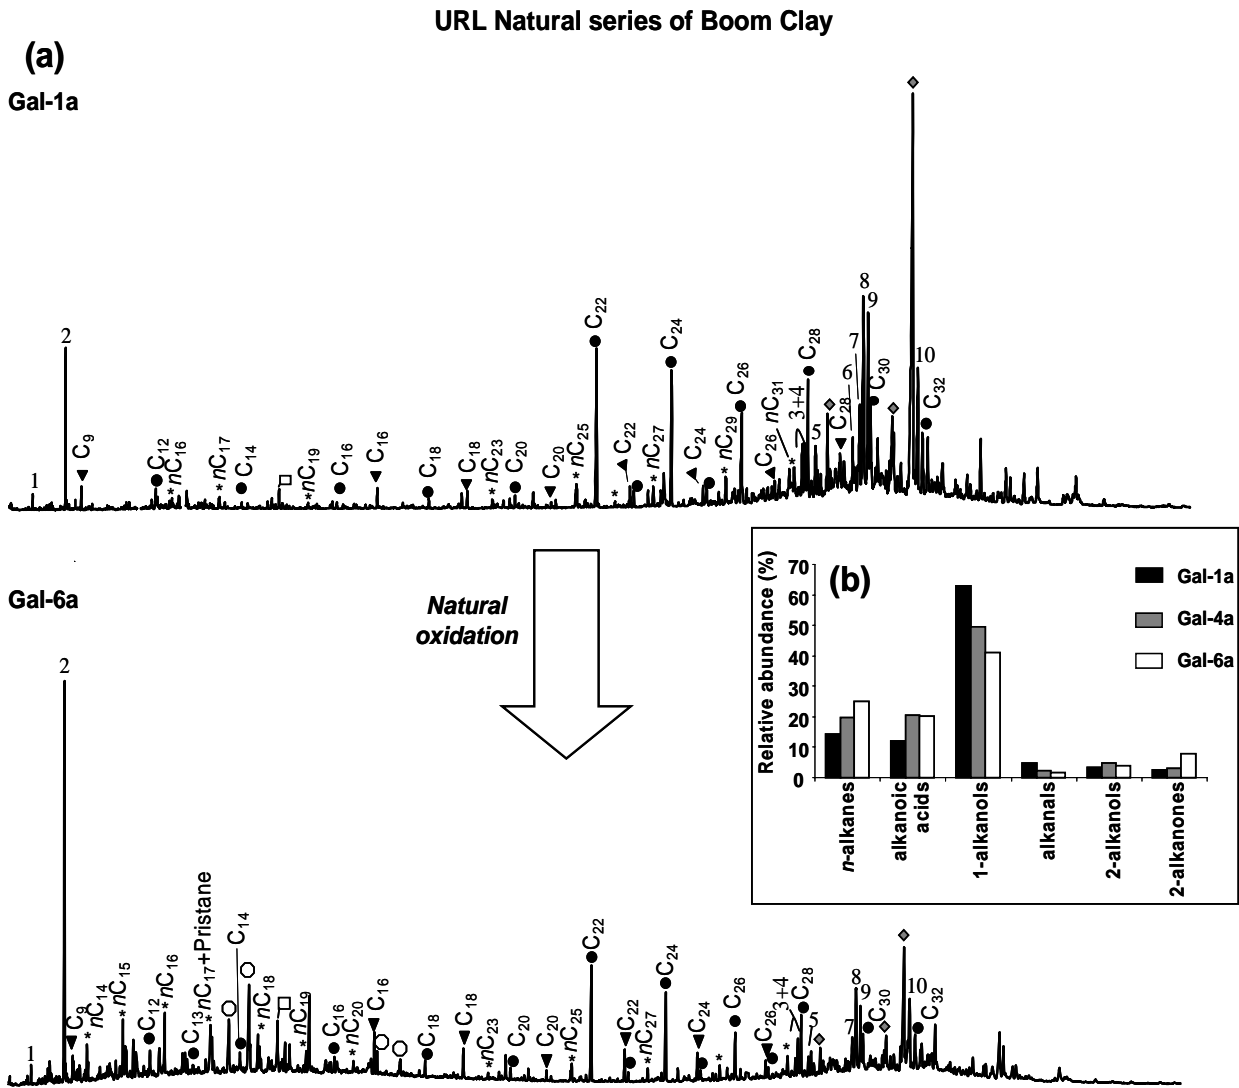 URL Natural series of Boom Clay
(a)
Gal-1a
1
2
C9
C12
nC16
nC17
C14
nC19
C16
C16
C18
C18
nC23
C20
C20
nC25
C22
C22
nC27
C24
C24
nC29
C26
C26
nC31
3+4
C28
5
C28
6
7
8
9
C30
10
C32
Natural
oxidation
(b)
Relative abundance (%)
70
60
50
40
30
20
10
0
n-alkanes
alkanoic
acids
1-alkanols
alkanals
2-alkanols
2-alkanones
Gal-1a
Gal-4a
Gal-6a
Gal-6a
1
2
C9
nC14
nC15
C12
nC16
C13
nC17+Pristane
C14
nC18
nC19
C16
nC20
C16
C18
C18
nC23
C20
C20
nC25
C22
C22
nC27
C24
C24
C26
C26
3+4
C28
5
7
8
9
C30
10
C32